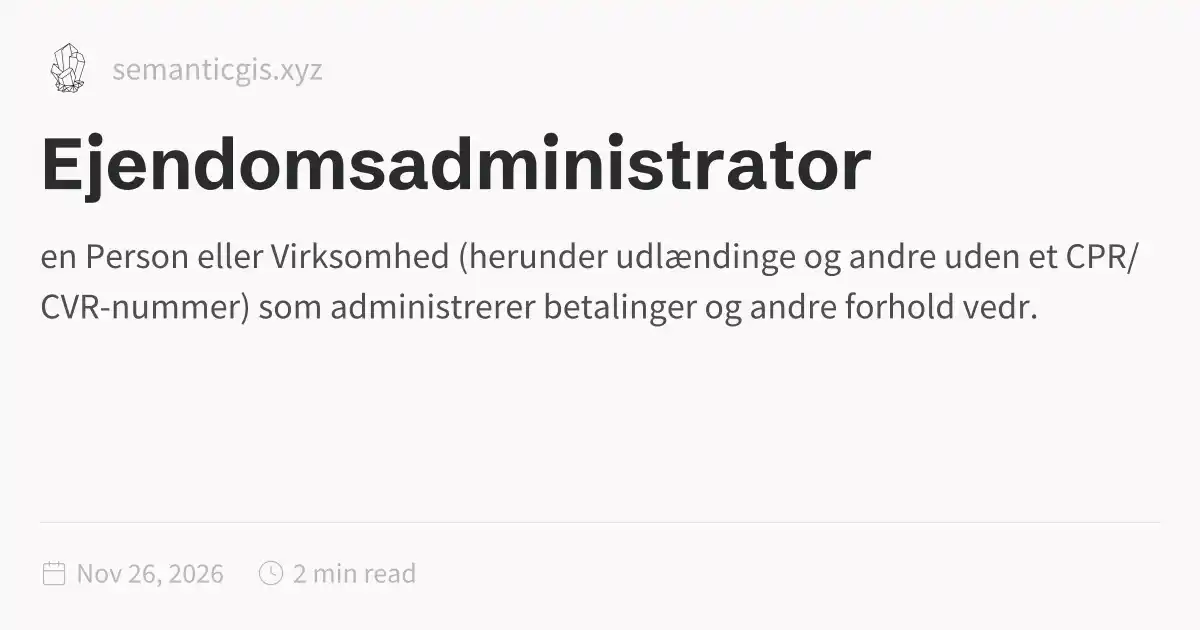 semanticgis.xyz
Ejendomsadministrator
en Person eller Virksomhed (herunder udlændinge og andre uden et CPR/
CVR-nummer) som administrerer betalinger og andre forhold vedr.
Nov 26, 2026 2 min read